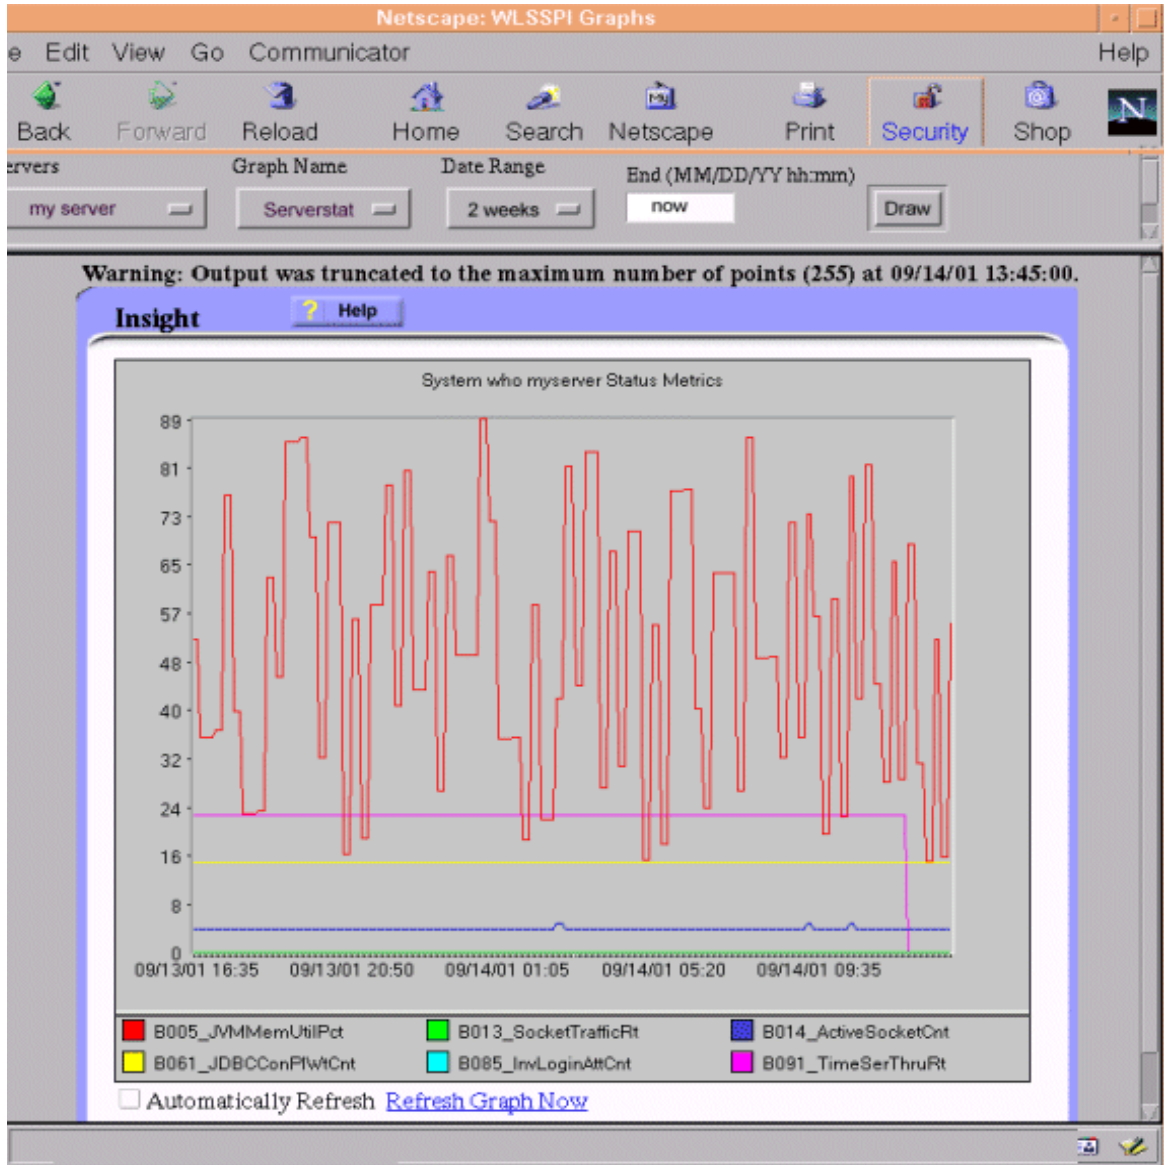 Netscape: WLSSPI Graphs
e Edit View Go Communicator Help
Back Forward Reload Home Search Netscape Print Security Shop
My
N
ervers Graph Name Date Range End (MM/DD/YY hh:mm)
my server Serverstat 2 weeks now Draw
Warning: Output was truncated to the maximum number of points (255) at 09/14/01 13:45:00.
Insight ? Help
System who myserver Status Metrics
89
81
73
65
57
48
40
32
24
16
8
0
09/13/01 16:35 09/13/01 20:50 09/14/01 01:05 09/14/01 05:20 09/14/01 09:35
B005_JVMMemUtilPct B013_SocketTrafficRt B014_ActiveSocketCnt
B061_JDBCConPlWtCnt B085_InvLoginAttCnt B091_TimeSerThruRt
Automatically Refresh Refresh Graph Now